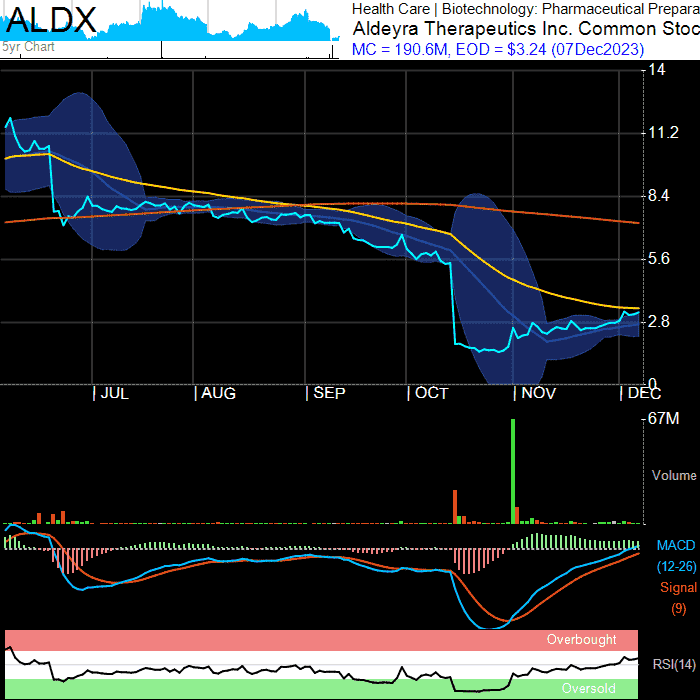 ALDX
5yr Chart
Health Care | Biotechnology: Pharmaceutical Prepara
Aldeyra Therapeutics Inc. Common Stoc
MC = 190.6M, EOD = $3.24 (07Dec2023)
14
11.2
8.4
5.6
2.8
0
JUL
AUG
SEP
OCT
NOV
DEC
67M
Volume
MACD
(12-26)
Signal
(9)
Overbought
RSI(14)
Oversold